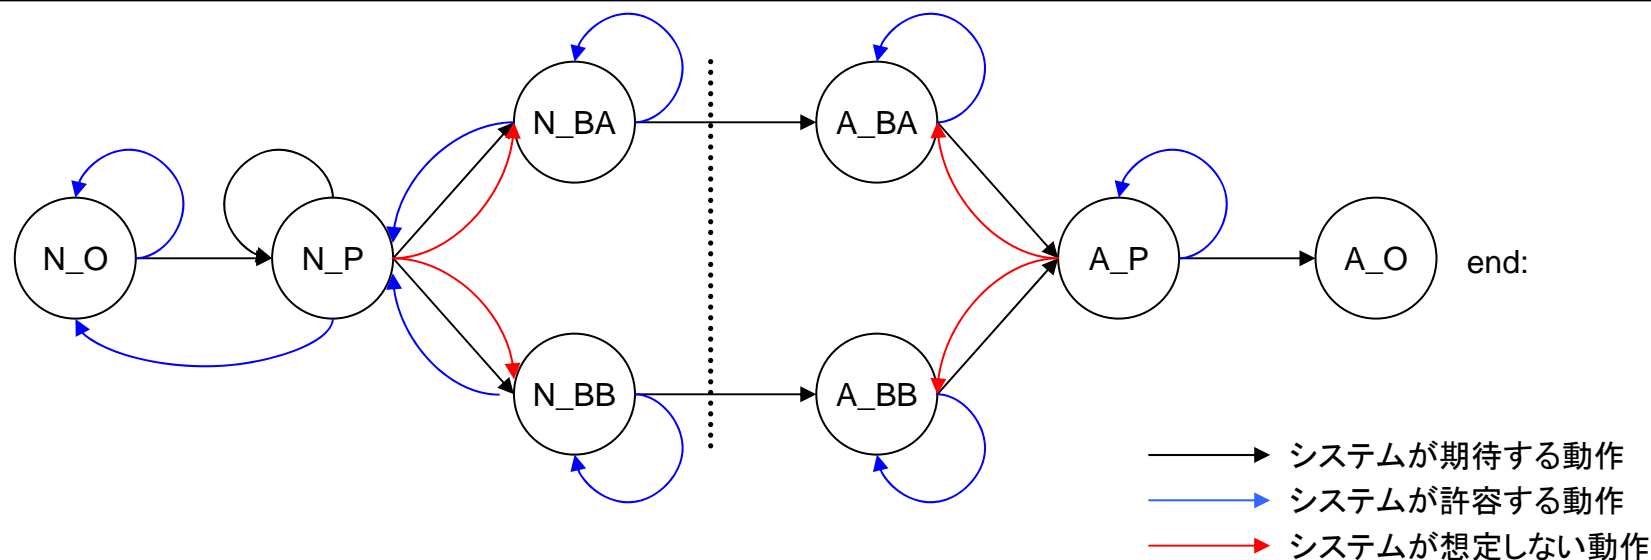 N_BA
A_BA
N_O
N_P
A_P
A_O
end:
N_BB
A_BB
システムが期待する動作
システムが許容する動作
システムが想定しない動作